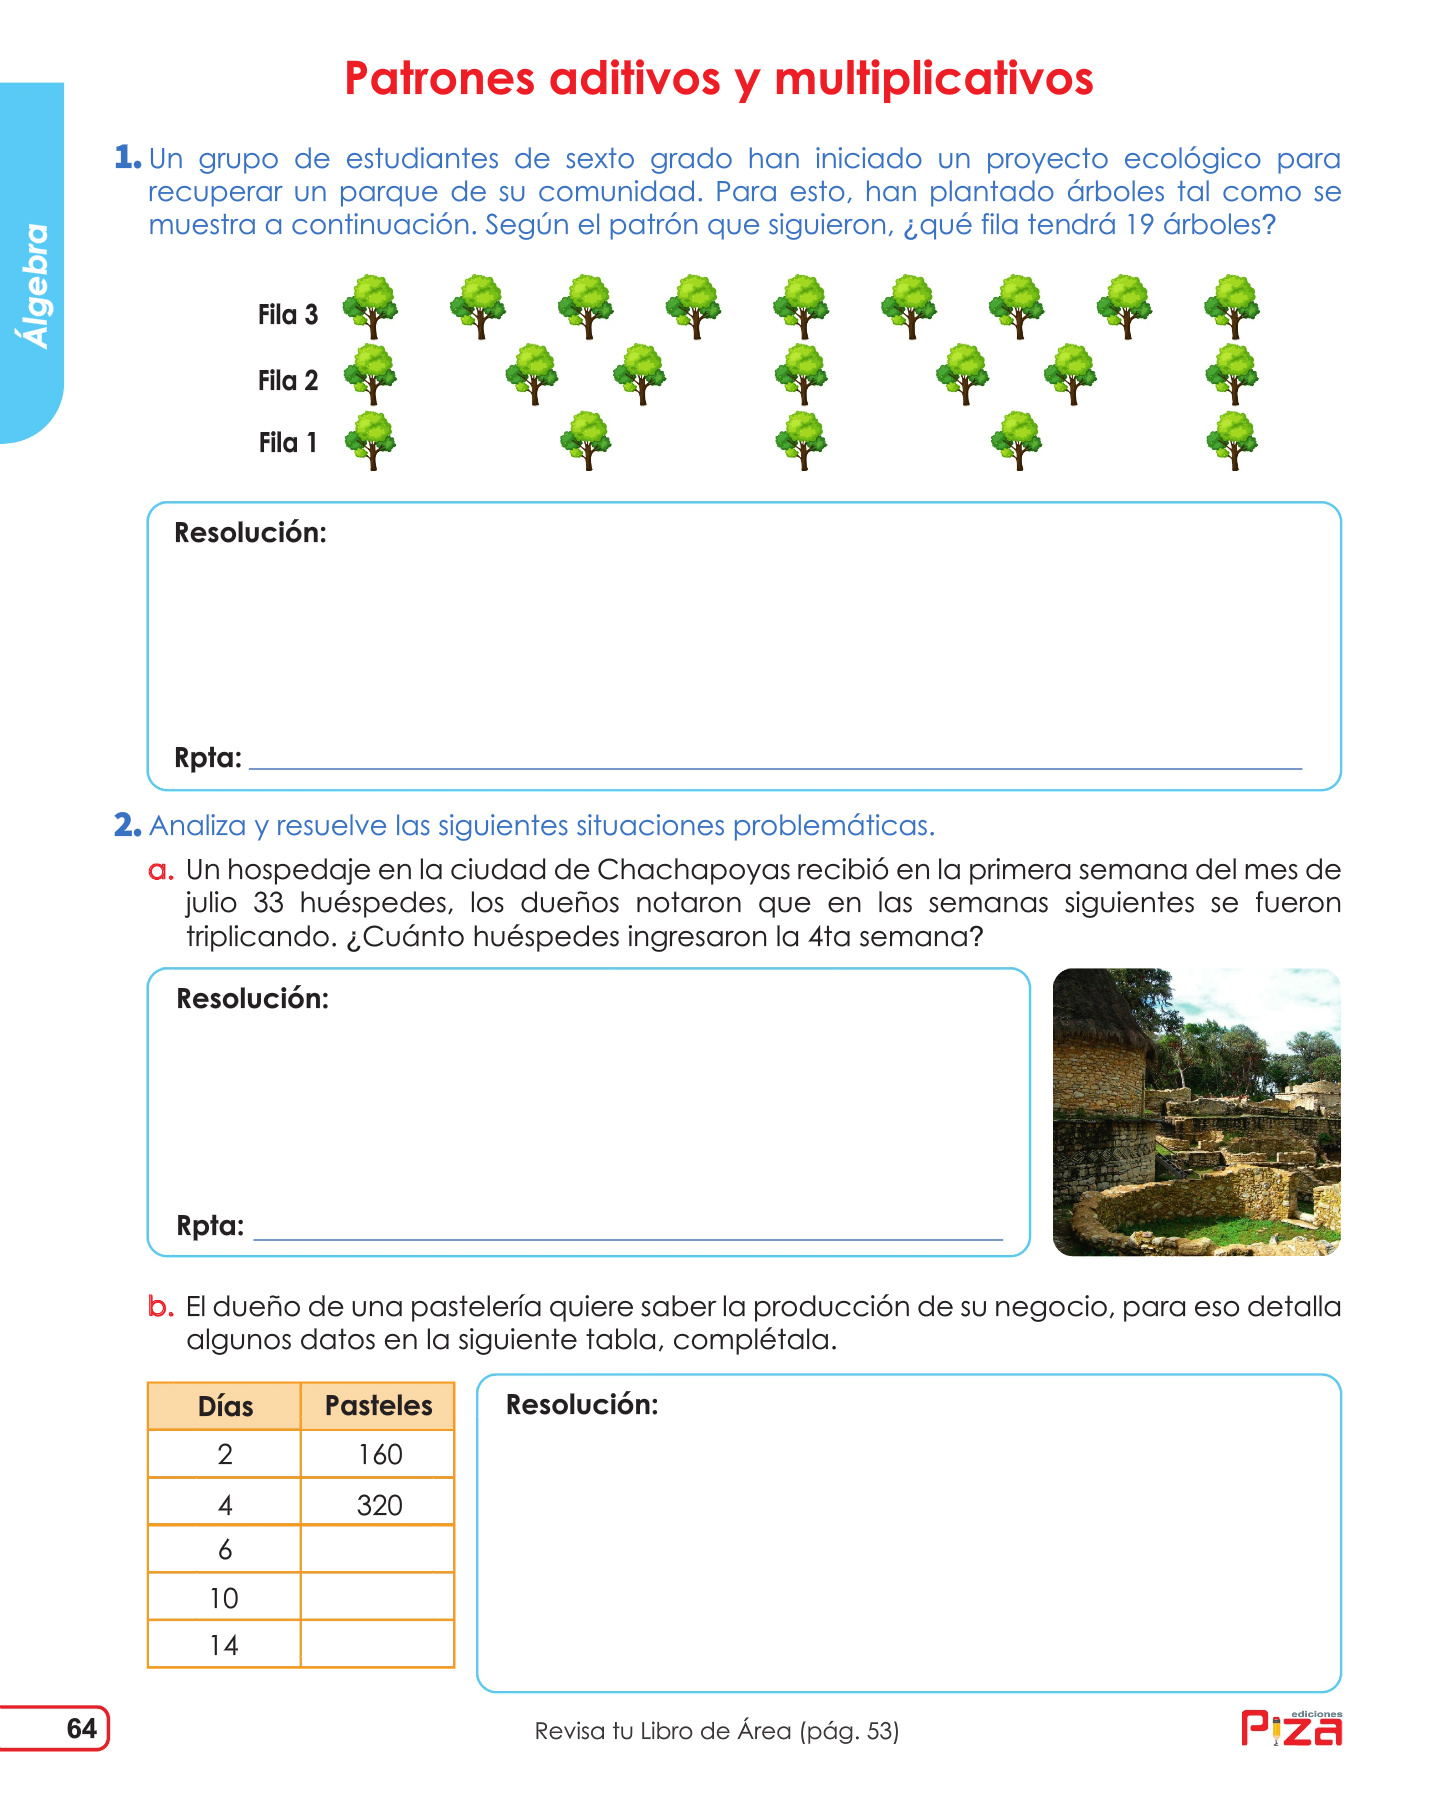 Patrones aditivos y multiplicativos
Álgebra
1. Un grupo de estudiantes de sexto grado han iniciado un proyecto ecológico para
recuperar un parque de su comunidad. Para esto, han plantado árboles tal como se
muestra a continuación. Según el patrón que siguieron, ¿qué fila tendrá 19 árboles?
Fila 3
Fila 2
Fila 1
Resolución:
Rpta:
2. Analiza y resuelve las siguientes situaciones problemáticas.
a. Un hospedaje en la ciudad de Chachapoyas recibió en la primera semana del mes de
julio 33 huéspedes, los dueños notaron que en las semanas siguientes se fueron
triplicando. ¿Cuánto huéspedes ingresaron la 4ta semana?
Resolución:
Rpta:
b. El dueño de una pastelería quiere saber la producción de su negocio, para eso detalla
algunos datos en la siguiente tabla, complétala.
Días Pasteles
2 160
4 320
6
10
14
Resolución:
64
Revisa tu Libro de Área (pág. 53)
ediciones
Piza